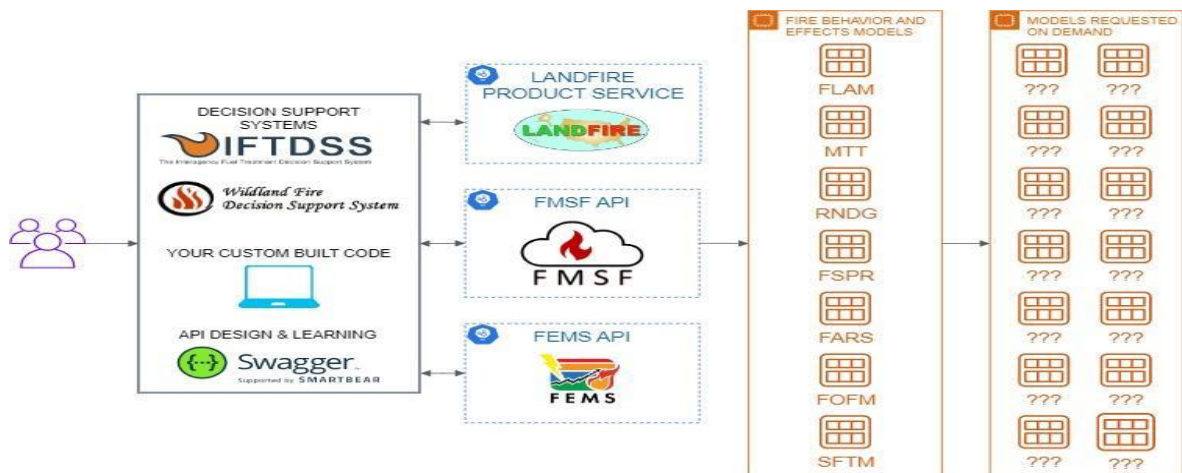 DECISION SUPPORT
SYSTEMS
IFTDSS
The Interagency Fuel Treatment Decision Support System
Wildland Fire
Decision Support System
YOUR CUSTOM BUILT CODE
API DESIGN & LEARNING
{··}
Swagger™
Supported by SMARTBEAR
LANDFIRE
PRODUCT SERVICE
LANDFIRE
FMSF API
FMSF
FEMS API
FEMS
FIRE BEHAVIOR AND
EFFECTS MODELS
FLAM
MTT
RNDG
FSPR
FARS
FOFM
SFTM
MODELS REQUESTED
ON DEMAND
??? ???
??? ???
??? ???
??? ???
??? ???
??? ???
??? ???